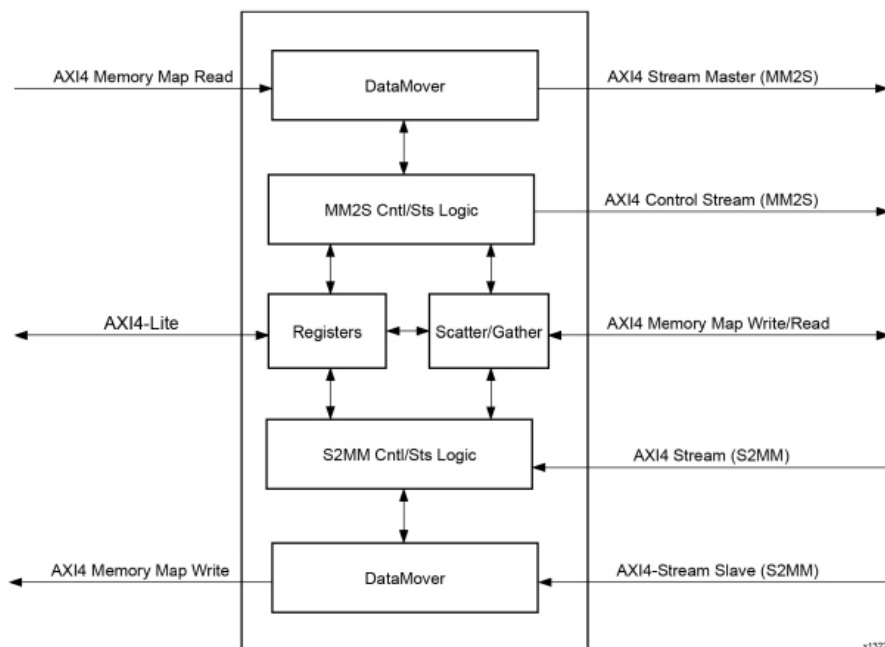 AXI4 Memory Map Read
DataMover
AXI4 Stream Master (MM2S)
MM2S Cntl/Sts Logic
AXI4 Control Stream (MM2S)
AXI4-Lite
Registers
Scatter/Gather
AXI4 Memory Map Write/Read
S2MM Cntl/Sts Logic
AXI4 Stream (S2MM)
AXI4 Memory Map Write
DataMover
AXI4-Stream Slave (S2MM)